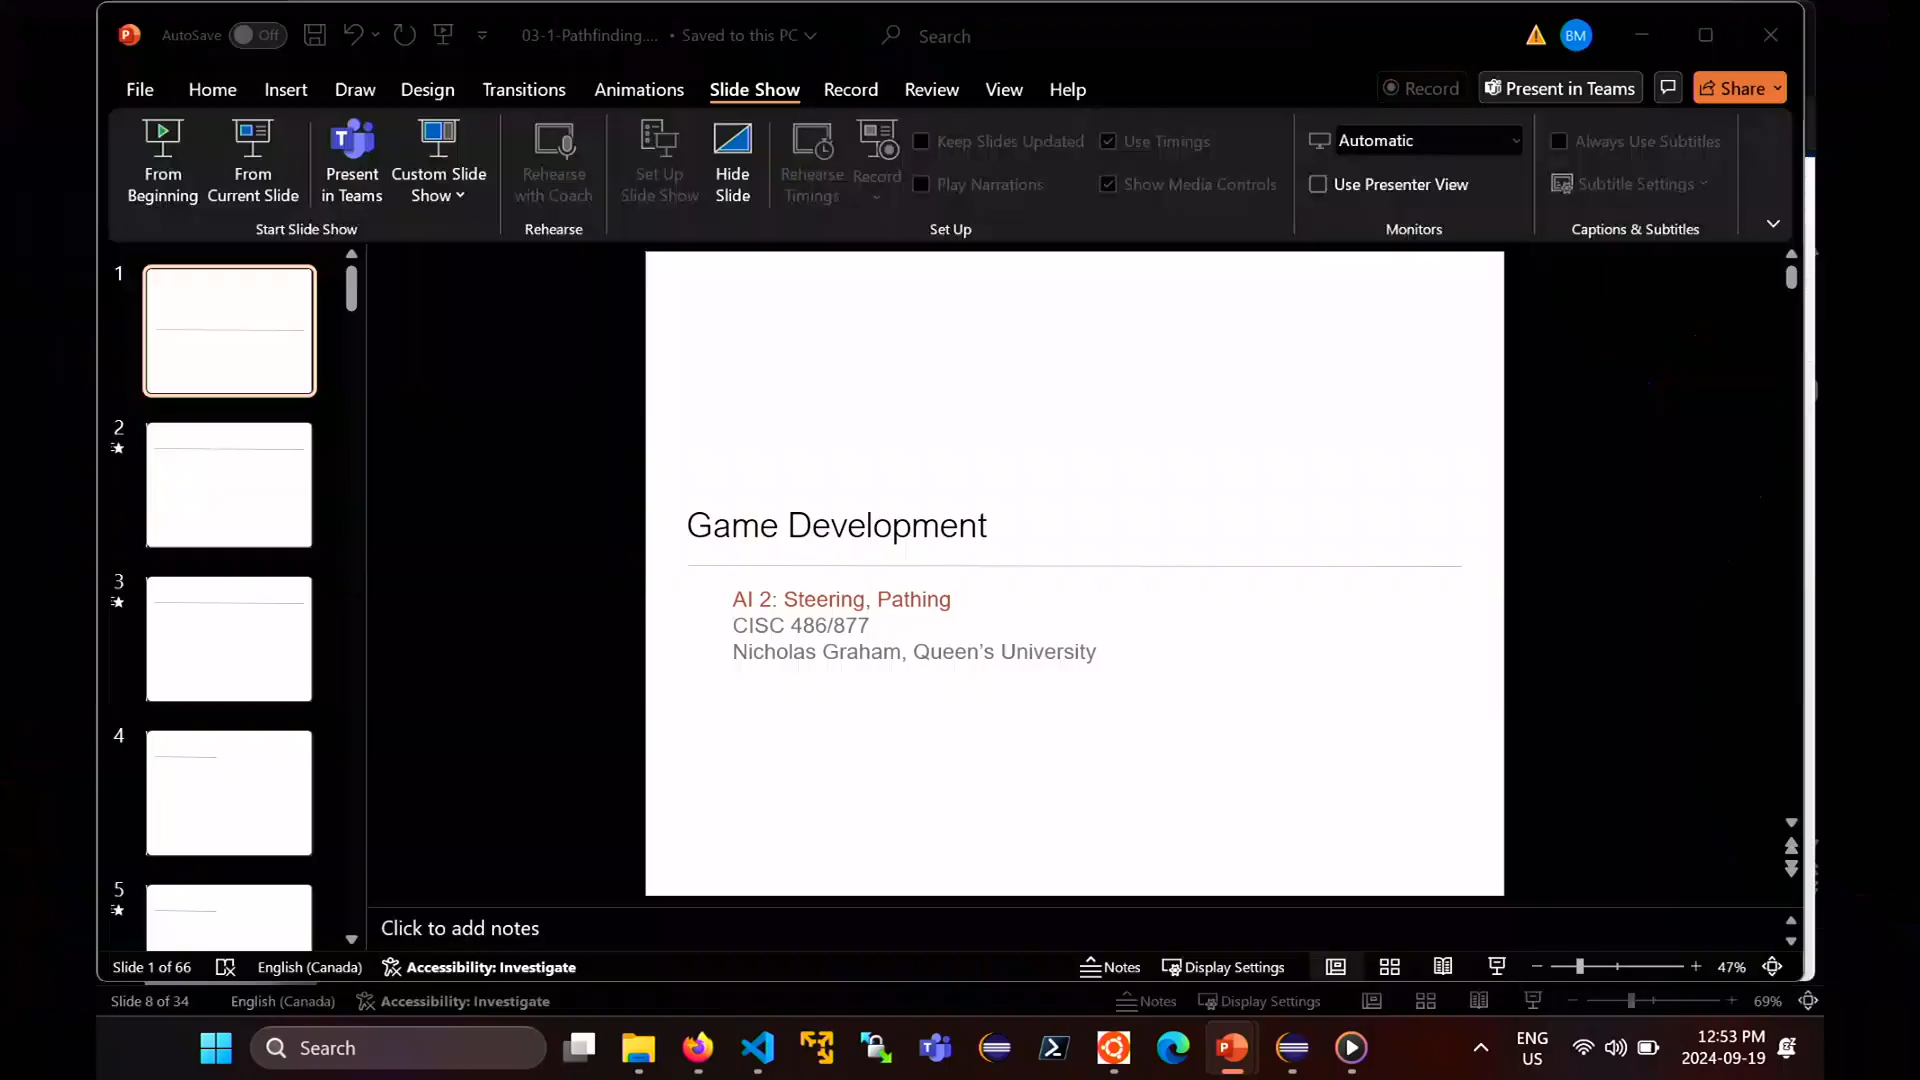 AutoSave Off 03-1-Pathfinding.... • Saved to this PC Search BM
File Home Insert Draw Design Transitions Animations Slide Show Record Review View Help Record Present in Teams Share
From Beginning
From Current Slide
Present in Teams
Custom Slide Show
Start Slide Show
Rehearse with Coach
Rehearse
Set Up Slide Show
Hide Slide
Rehearse Timings
Record
Keep Slides Updated
Play Narrations
Use Timings
Show Media Controls
Set Up
Automatic
Use Presenter View
Monitors
Always Use Subtitles
Subtitle Settings
Captions & Subtitles
1
2
3
4
5
Game Development
AI 2: Steering, Pathing
CISC 486/877
Nicholas Graham, Queen's University
Click to add notes
Slide 1 of 66 English (Canada) Accessibility: Investigate Notes Display Settings 47%
Slide 8 of 34 English (Canada) Accessibility: Investigate Notes Display Settings 69%
Search
ENG
US
12:53 PM
2024-09-19